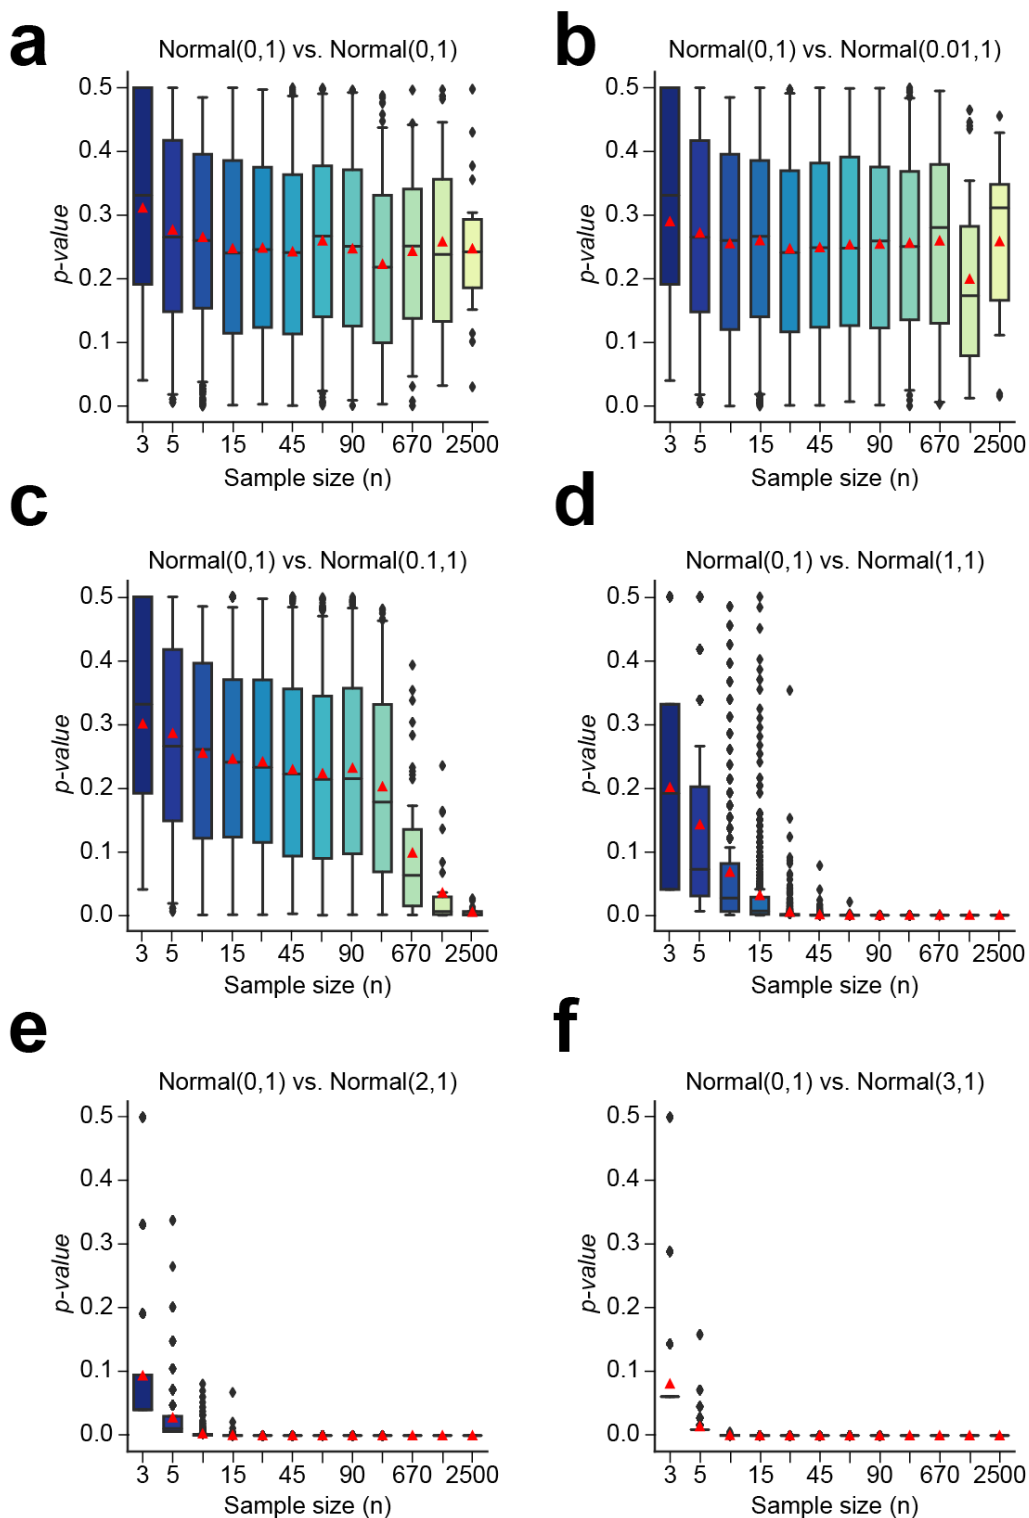 a
b
Normal(0,1) vs. Normal(0,1)
Normal(0,1) vs. Normal(0.01,1)
0.5
0.4
0.3
0.2
0.1
0.0
p-value
3 5 15 45 90 670 2500
Sample size (n)
0.5
0.4
0.3
0.2
0.1
0.0
p-value
3 5 15 45 90 670 2500
Sample size (n)
c
d
Normal(0,1) vs. Normal(0.1,1)
Normal(0,1) vs. Normal(1,1)
0.5
0.4
0.3
0.2
0.1
0.0
p-value
3 5 15 45 90 670 2500
Sample size (n)
0.5
0.4
0.3
0.2
0.1
0.0
p-value
3 5 15 45 90 670 2500
Sample size (n)
e
f
Normal(0,1) vs. Normal(2,1)
Normal(0,1) vs. Normal(3,1)
0.5
0.4
0.3
0.2
0.1
0.0
p-value
3 5 15 45 90 670 2500
Sample size (n)
0.5
0.4
0.3
0.2
0.1
0.0
p-value
3 5 15 45 90 670 2500
Sample size (n)